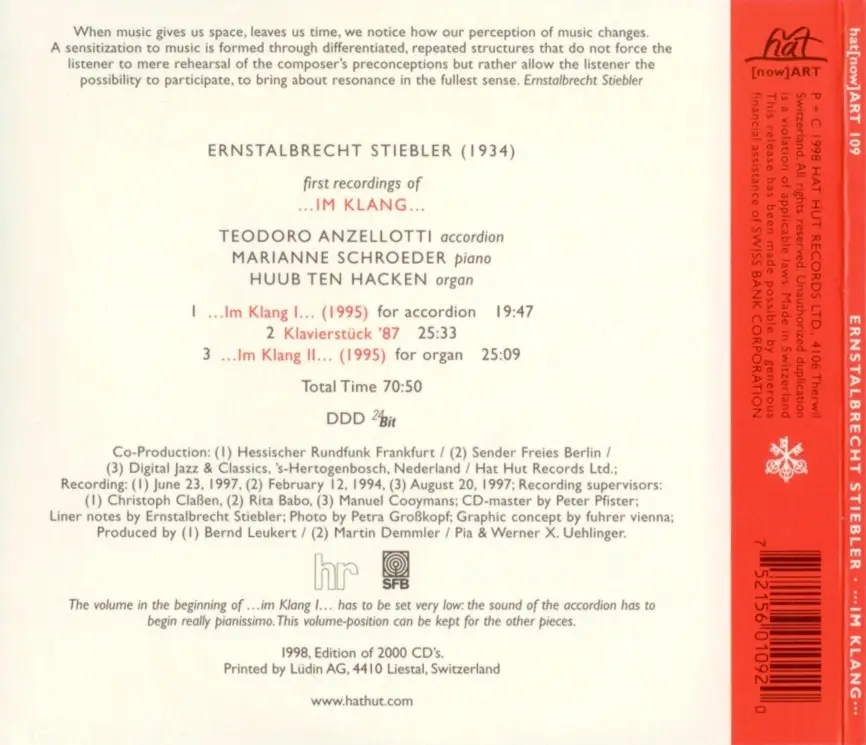 When music gives us space, leaves us time, we notice how our perception of music changes.
A sensitization to music is formed through differentiated, repeated structures that do not force the
listener to mere rehearsal of the composer's preconceptions but rather allow the listener the
possibility to participate, to bring about resonance in the fullest sense. Ernstalbrecht Stiebler
ERNSTALBRECHT STIEBLER (1934)
first recordings of
...IM KLANG...
TEODORO ANZELLOTTI accordion
MARIANNE SCHROEDER piano
HUUB TEN HACKEN organ
1 ...Im Klang I... (1995) for accordion 19:47
2 Klavierstück '87 25:33
3 ...Im Klang II... (1995) for organ 25:09
Total Time 70:50
DDD 24Bit
Co-Production: (1) Hessischer Rundfunk Frankfurt / (2) Sender Freies Berlin /
(3) Digital Jazz & Classics, 's-Hertogenbosch, Nederland / Hat Hut Records Ltd.;
Recording: (1) June 23, 1997, (2) February 12, 1994, (3) August 20, 1997; Recording supervisors:
(1) Christoph Claßen, (2) Rita Babo, (3) Manuel Cooymans; CD-master by Peter Pfister;
Liner notes by Ernstalbrecht Stiebler; Photo by Petra Großkopf; Graphic concept by fuhrer vienna;
Produced by (1) Bernd Leukert / (2) Martin Demmler / Pia & Werner X. Uehlinger.
hr
SFB
The volume in the beginning of ...im Klang I... has to be set very low: the sound of the accordion has to
begin really pianissimo. This volume-position can be kept for the other pieces.
1998, Edition of 2000 CD's.
Printed by Lüdin AG, 4410 Liestal, Switzerland
www.hathut.com
hat
[now]ART
P + C 1998 HAT HUT RECORDS LTD. 4106 Therwil
Switzerland. All rights reserved. Unauthorized duplication
is a violation of applicable laws. Made in Switzerland
This release has been made possible by generous
financial assistance of SWISS BANK CORPORATION
7 52156 01092 0
hat[now]ART 109
ERNSTALBRECHT STIEBLER · ...IM KLANG...